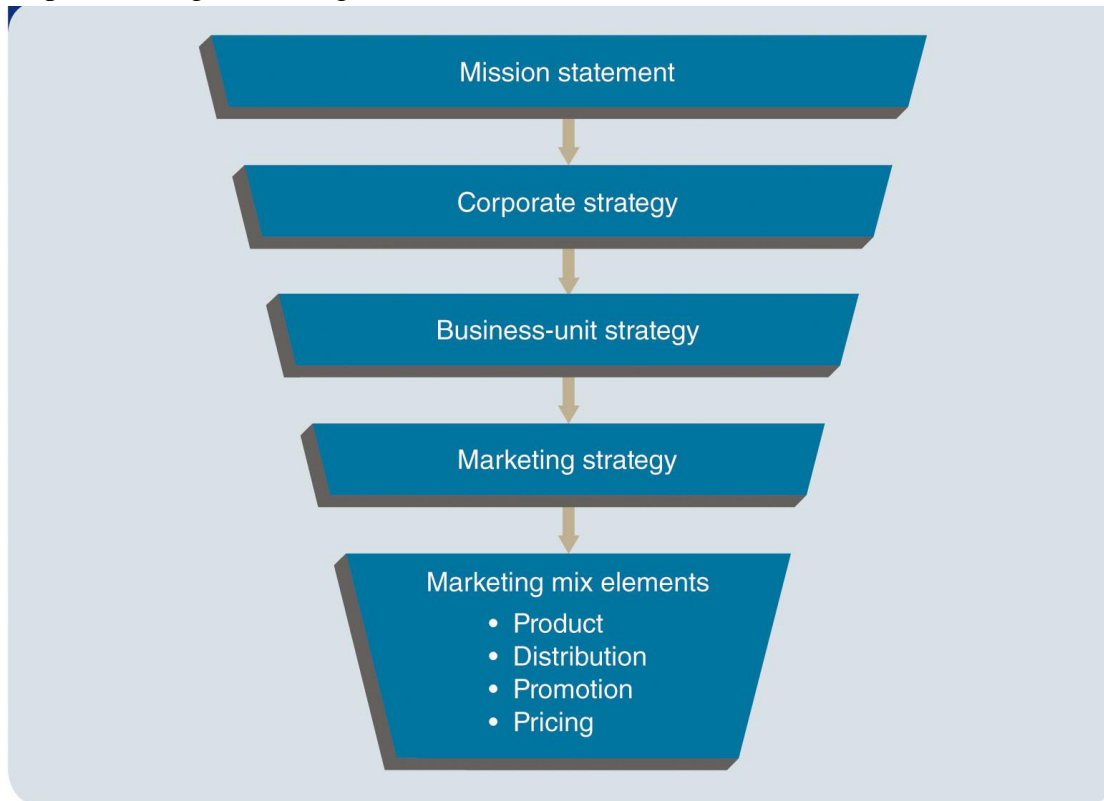 Mission statement
Corporate strategy
Business-unit strategy
Marketing strategy
Marketing mix elements
• Product
• Distribution
• Promotion
• Pricing